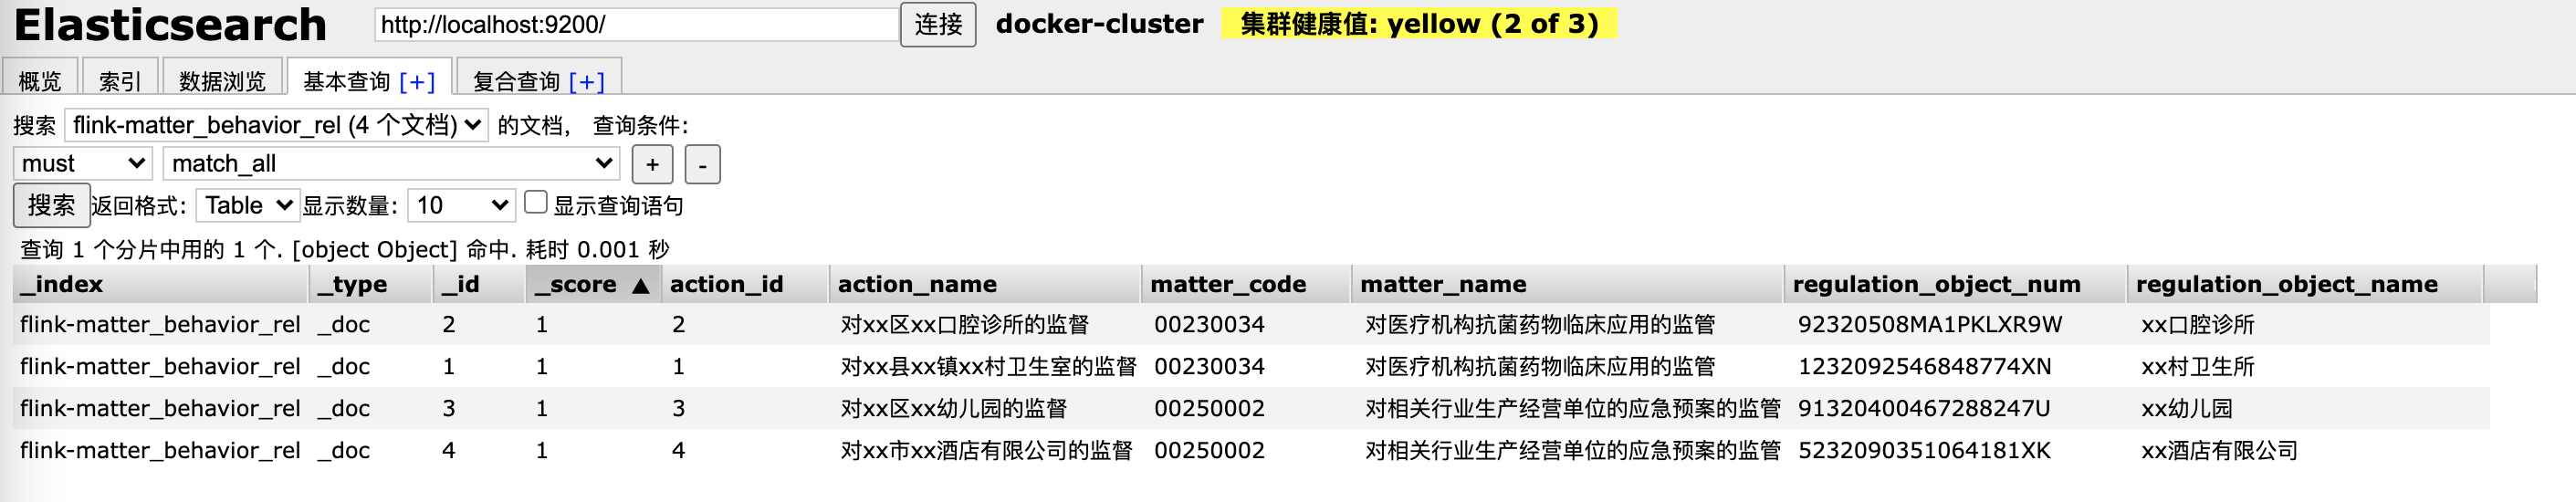 Elasticsearch http://localhost:9200/ 连接 docker-cluster 集群健康值: yellow (2 of 3)
概览 索引 数据浏览 基本查询 [+] 复合查询 [+]
搜索 flink-matter_behavior_rel (4 个文档) 的文档, 查询条件:
must match_all + -
搜索 返回格式: Table 显示数量: 10 显示查询语句
查询 1 个分片中用的 1 个. [object Object] 命中. 耗时 0.001 秒
_index _type _id _score ▲ action_id action_name matter_code matter_name regulation_object_num regulation_object_name
flink-matter_behavior_rel _doc 2 1 2 对xx区xx口腔诊所的监督 00230034 对医疗机构抗菌药物临床应用的监管 92320508MA1PKLXR9W xx口腔诊所
flink-matter_behavior_rel _doc 1 1 1 对xx县xx镇xx村卫生室的监督 00230034 对医疗机构抗菌药物临床应用的监管 1232092546848774XN xx村卫生所
flink-matter_behavior_rel _doc 3 1 3 对xx区xx幼儿园的监督 00250002 对相关行业生产经营单位的应急预案的监管 91320400467288247U xx幼儿园
flink-matter_behavior_rel _doc 4 1 4 对xx市xx酒店有限公司的监督 00250002 对相关行业生产经营单位的应急预案的监管 5232090351064181XK xx酒店有限公司